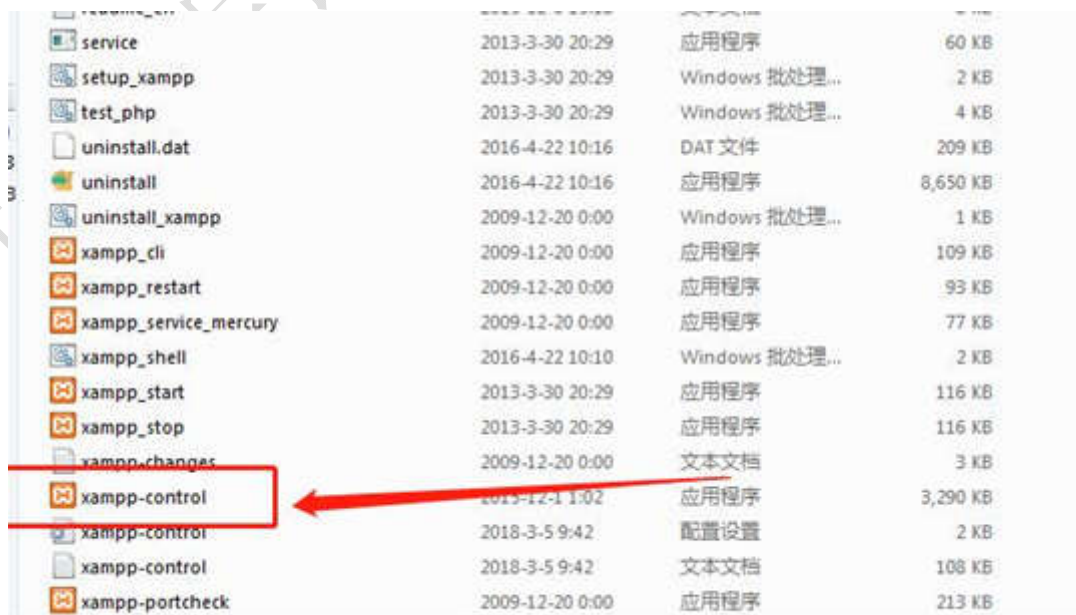 service 2013-3-30 20:29 应用程序 60 KB
setup_xampp 2013-3-30 20:29 Windows 批处理... 2 KB
test_php 2013-3-30 20:29 Windows 批处理... 4 KB
uninstall.dat 2016-4-22 10:16 DAT 文件 209 KB
uninstall 2016-4-22 10:16 应用程序 8,650 KB
uninstall_xampp 2009-12-20 0:00 Windows 批处理... 1 KB
xampp_cli 2009-12-20 0:00 应用程序 109 KB
xampp_restart 2009-12-20 0:00 应用程序 93 KB
xampp_service_mercury 2009-12-20 0:00 应用程序 77 KB
xampp_shell 2016-4-22 10:10 Windows 批处理... 2 KB
xampp_start 2013-3-30 20:29 应用程序 116 KB
xampp_stop 2013-3-30 20:29 应用程序 116 KB
xampp-changes 2009-12-20 0:00 文本文档 3 KB
xampp-control 2015-12-1 1:02 应用程序 3,290 KB
xampp-control 2018-3-5 9:42 配置设置 2 KB
xampp-control 2018-3-5 9:42 文本文档 108 KB
xampp-portcheck 2009-12-20 0:00 应用程序 213 KB